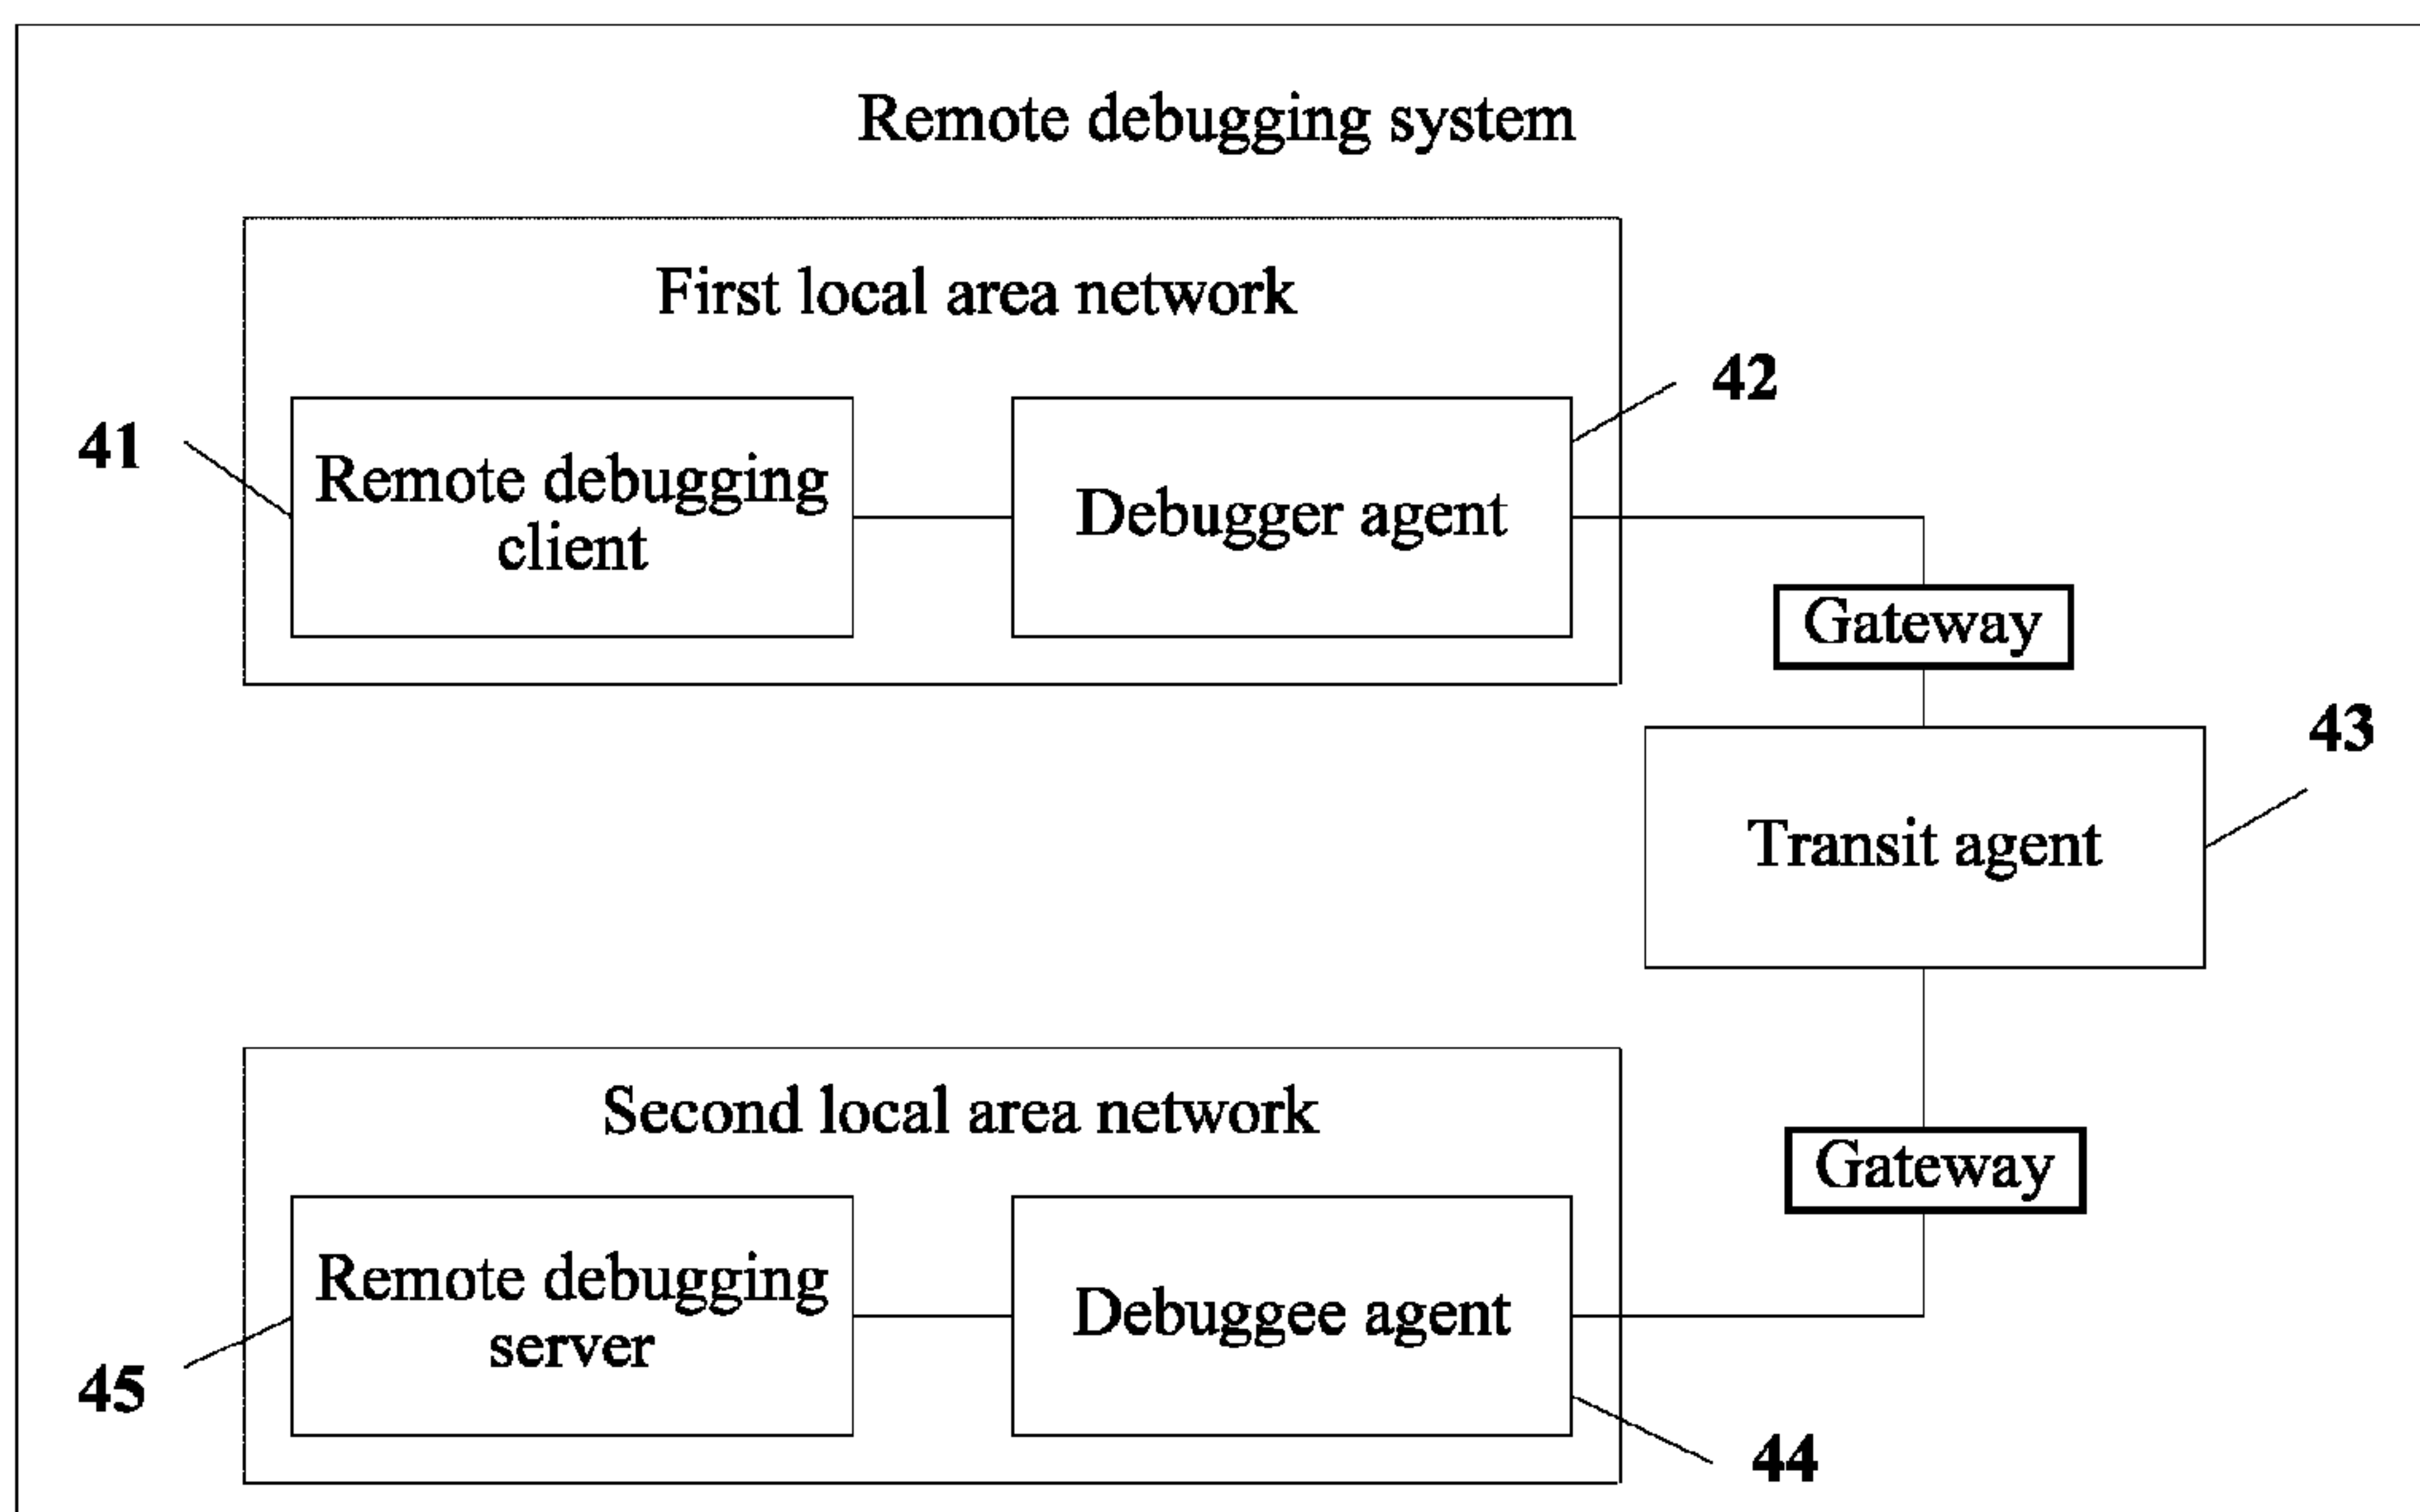 Remote debugging system
First local area network
42
41
Remote debugging
client
Debugger agent
Gateway
43
Transit agent
Second local area network
Gateway
Remote debugging
server
Debuggee agent
45
44